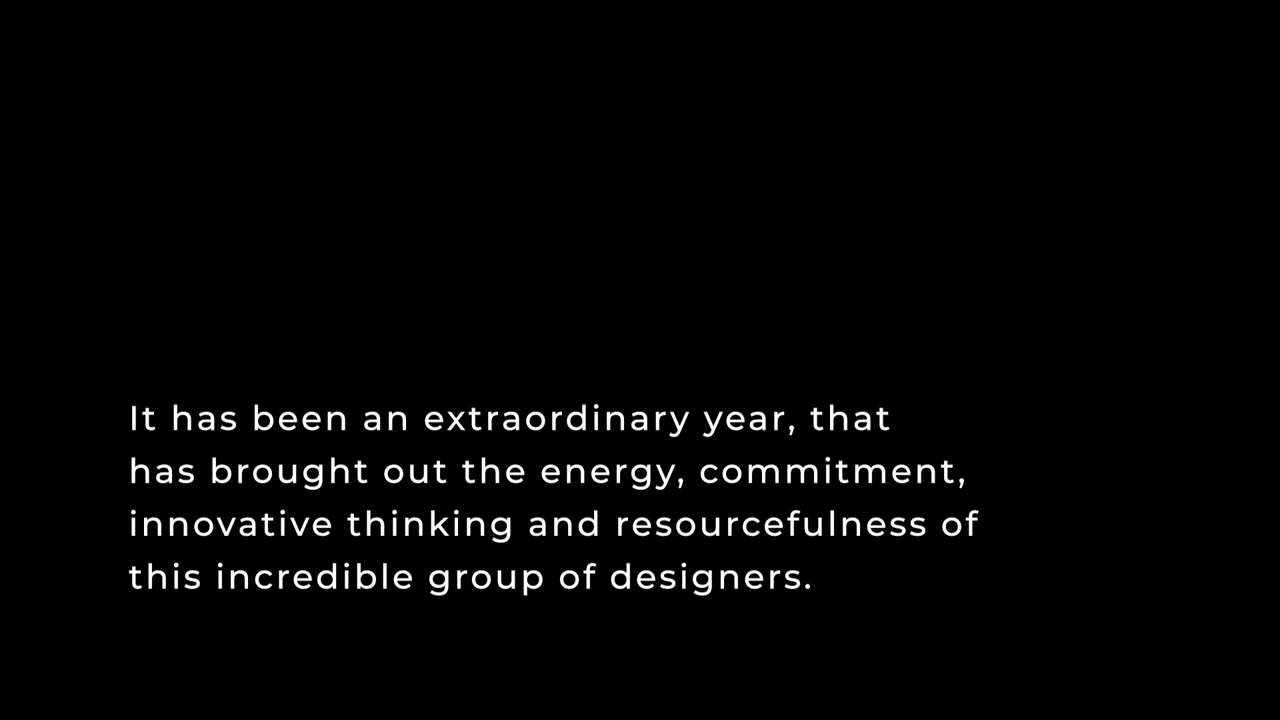 It has been an extraordinary year, that
has brought out the energy, commitment,
innovative thinking and resourcefulness of
this incredible group of designers.